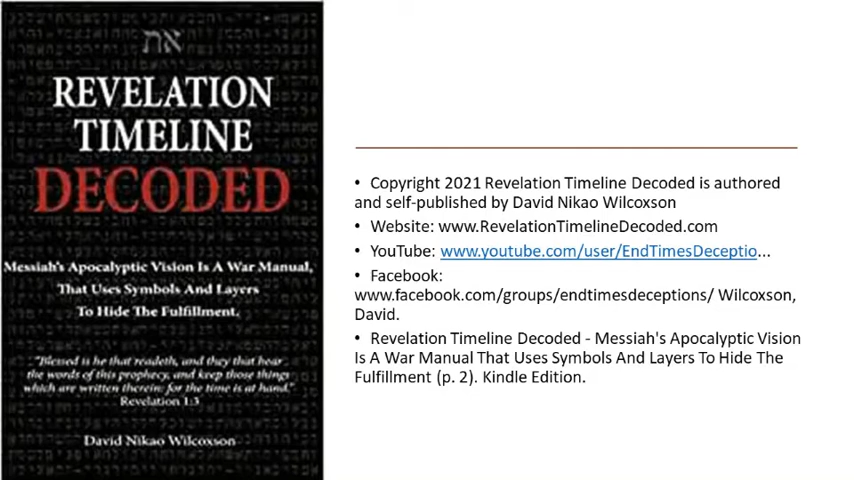 את
REVELATION
TIMELINE
DECODED
Messiah's Apocalyptic Vision Is A War Manual,
That Uses Symbols And Layers
To Hide The Fulfillment.
"Blessed is he that readeth, and they that hear
the words of this prophecy, and keep those things
which are written therein: for the time is at hand."
Revelation 1:3
David Nikao Wilcoxson
• Copyright 2021 Revelation Timeline Decoded is authored
and self-published by David Nikao Wilcoxson
• Website: www.RevelationTimelineDecoded.com
• YouTube: www.youtube.com/user/EndTimesDeceptio...
• Facebook:
www.facebook.com/groups/endtimesdeceptions/ Wilcoxson,
David.
• Revelation Timeline Decoded - Messiah's Apocalyptic Vision
Is A War Manual That Uses Symbols And Layers To Hide The
Fulfillment (p. 2). Kindle Edition.